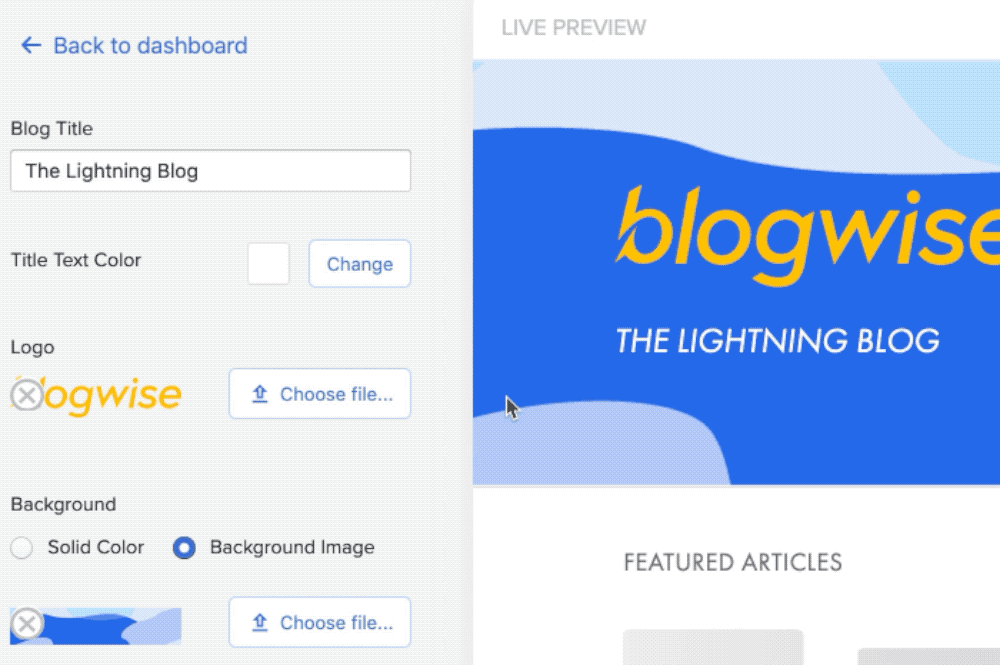 Back to dashboard
Blog Title
The Lightning Blog
Title Text Color
Change
Logo
blogwise
Choose file...
Background
Solid Color
Background Image
Choose file...
LIVE PREVIEW
blogwise
THE LIGHTNING BLOG
FEATURED ARTICLES